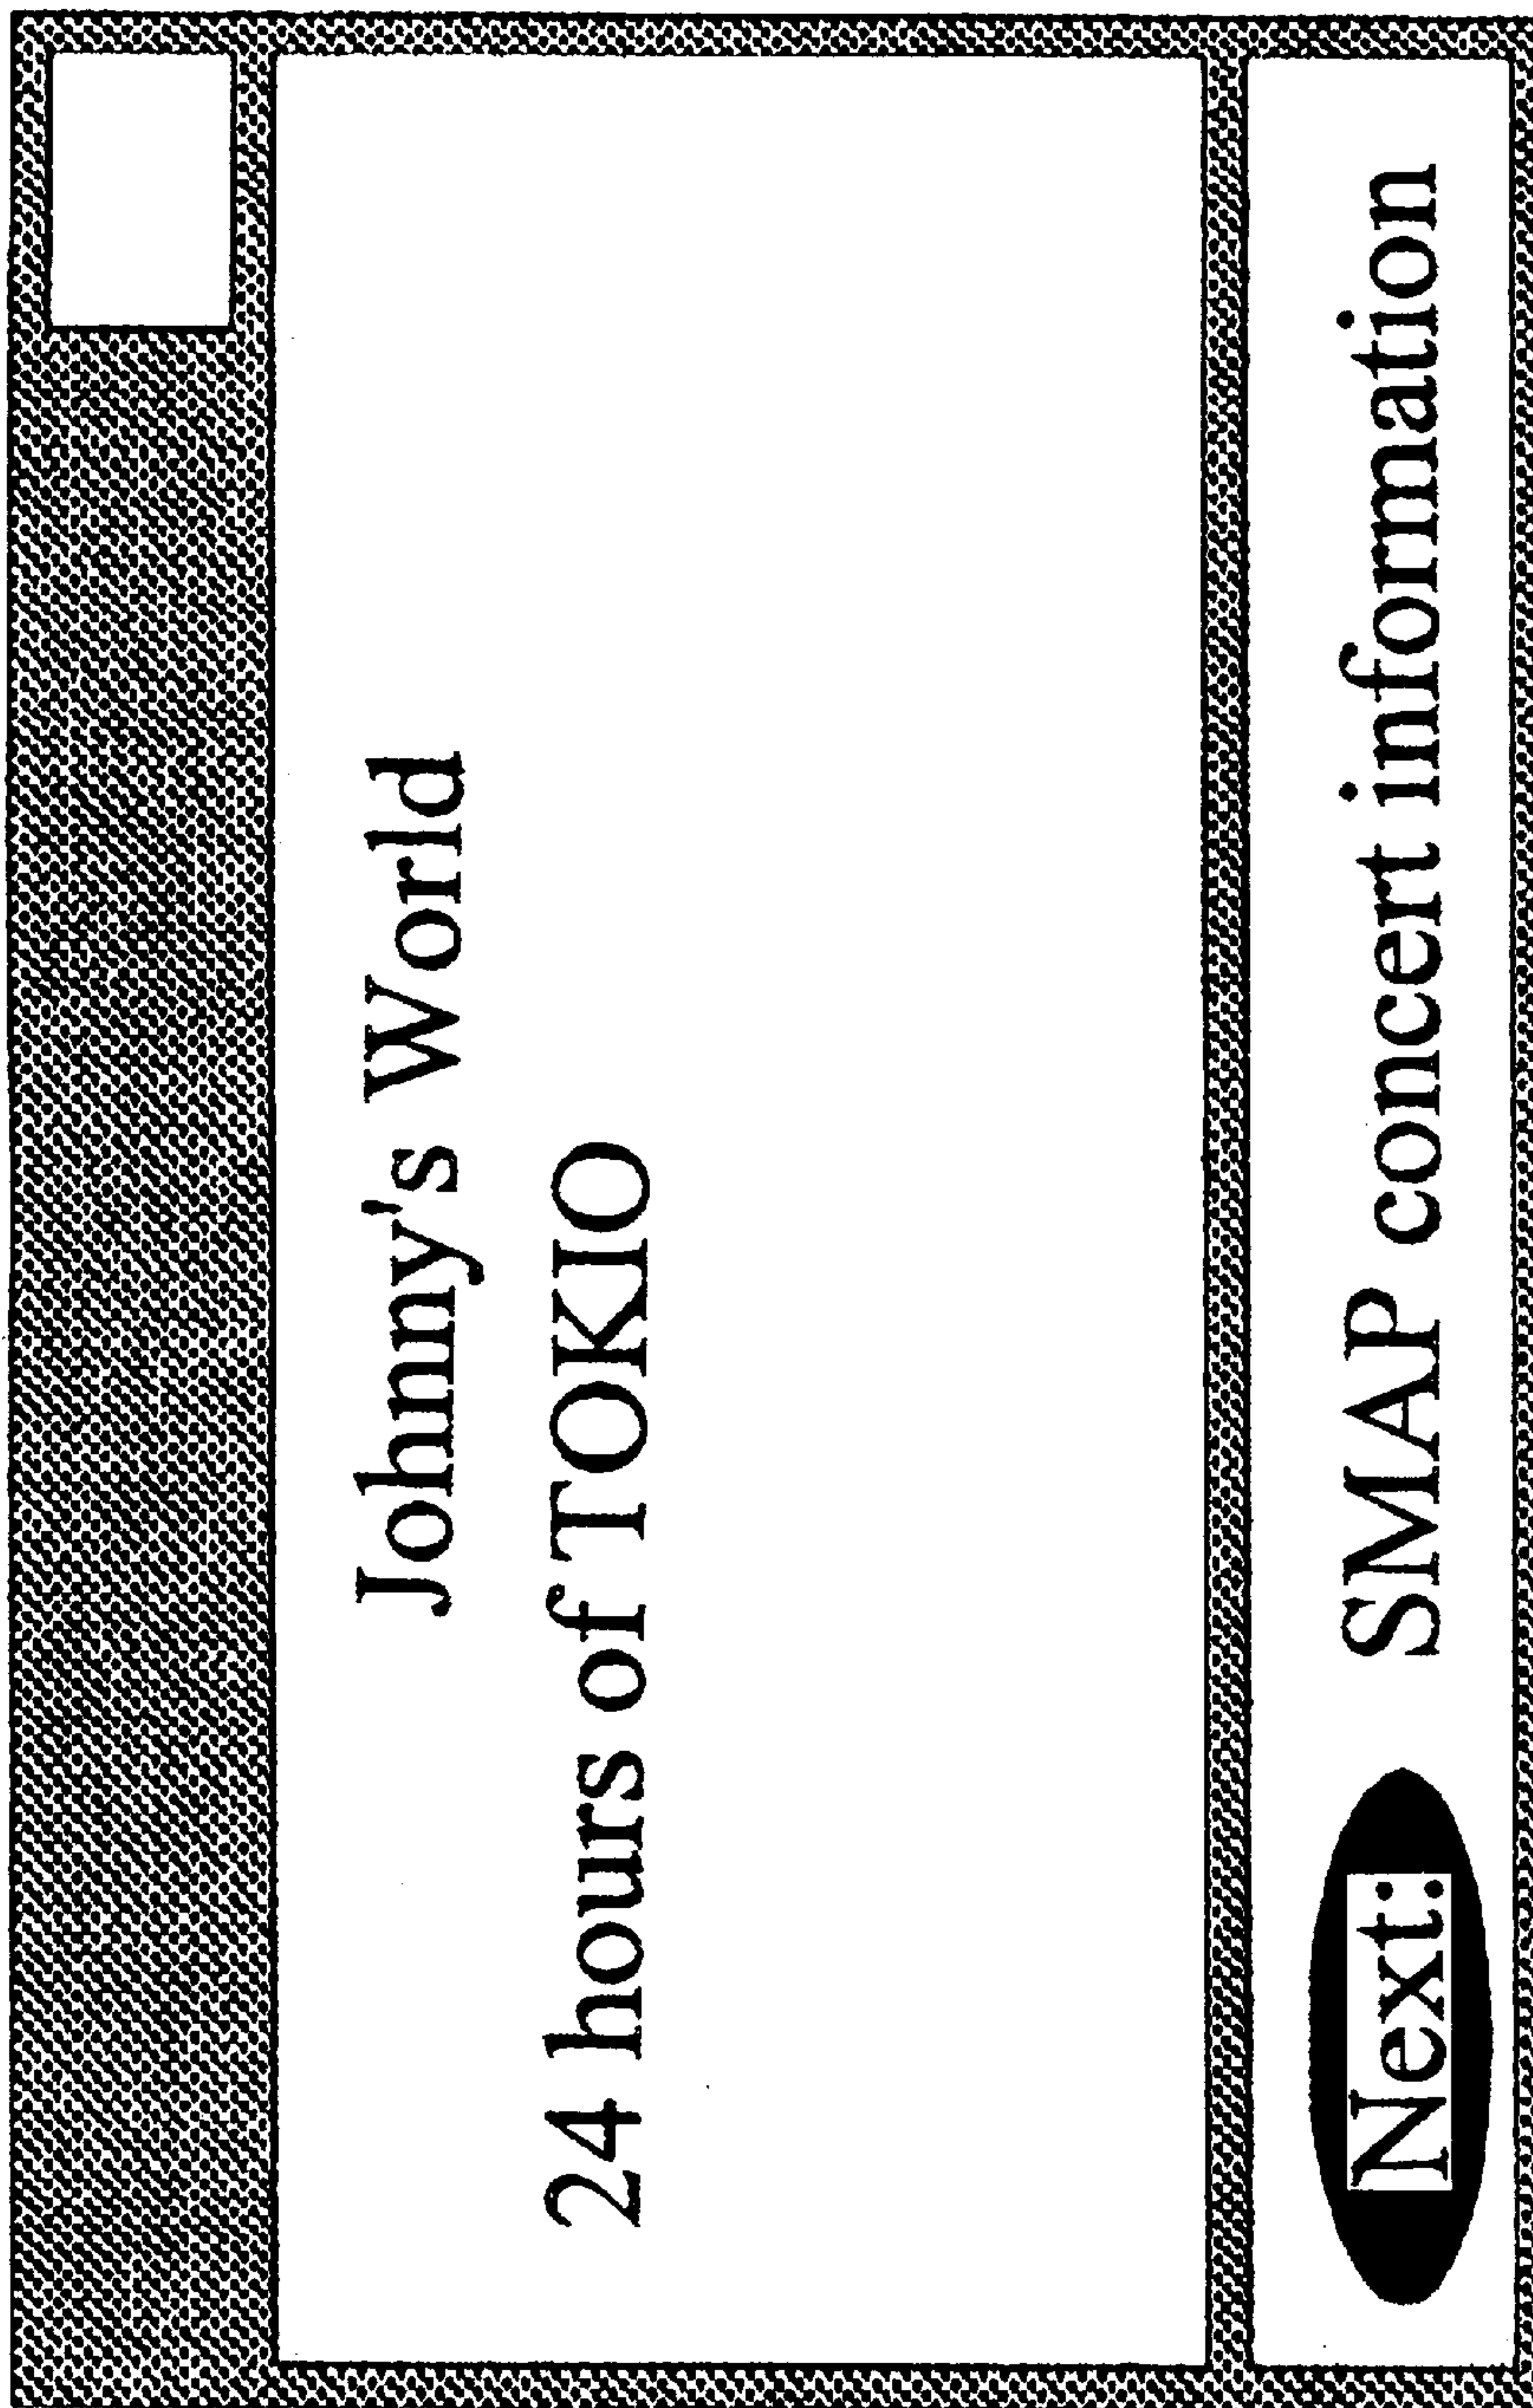 Johnny's World
24 hours of TOKIO
Next: SMAP concert information